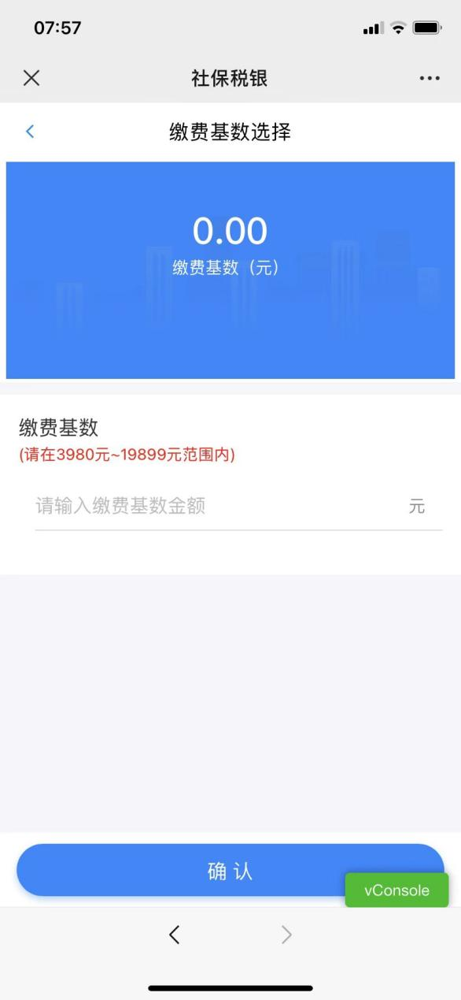 07:57
社保税银
缴费基数选择
0.00
缴费基数（元）
缴费基数
(请在3980元~19899元范围内)
请输入缴费基数金额 元
确认
vConsole